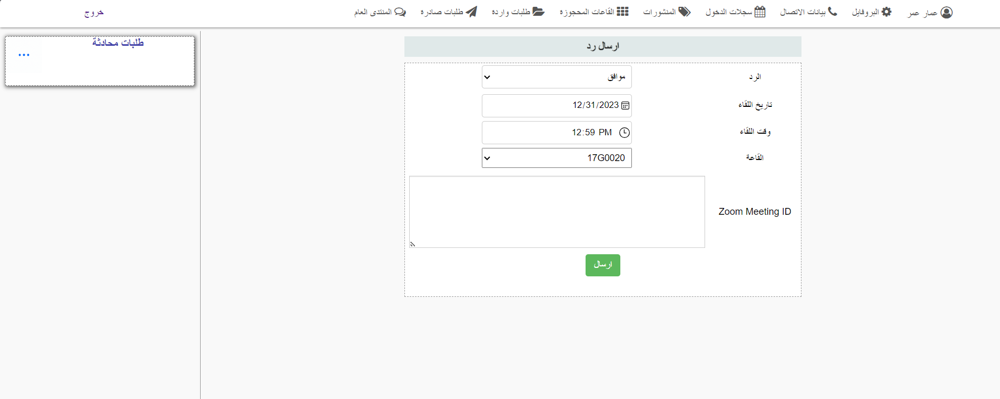 عمار عمر
البروفايل
بيانات الاتصال
سجلات الدخول
المنشورات
القاعات المحجوزة
طلبات واردة
طلبات صادرة
المنتدى العام
خروج
ارسال رد
الرد
موافق
تاريخ اللقاء
12/31/2023
وقت اللقاء
12:59 PM
القاعة
17G0020
Zoom Meeting ID
ارسال
طلبات محادثة
...